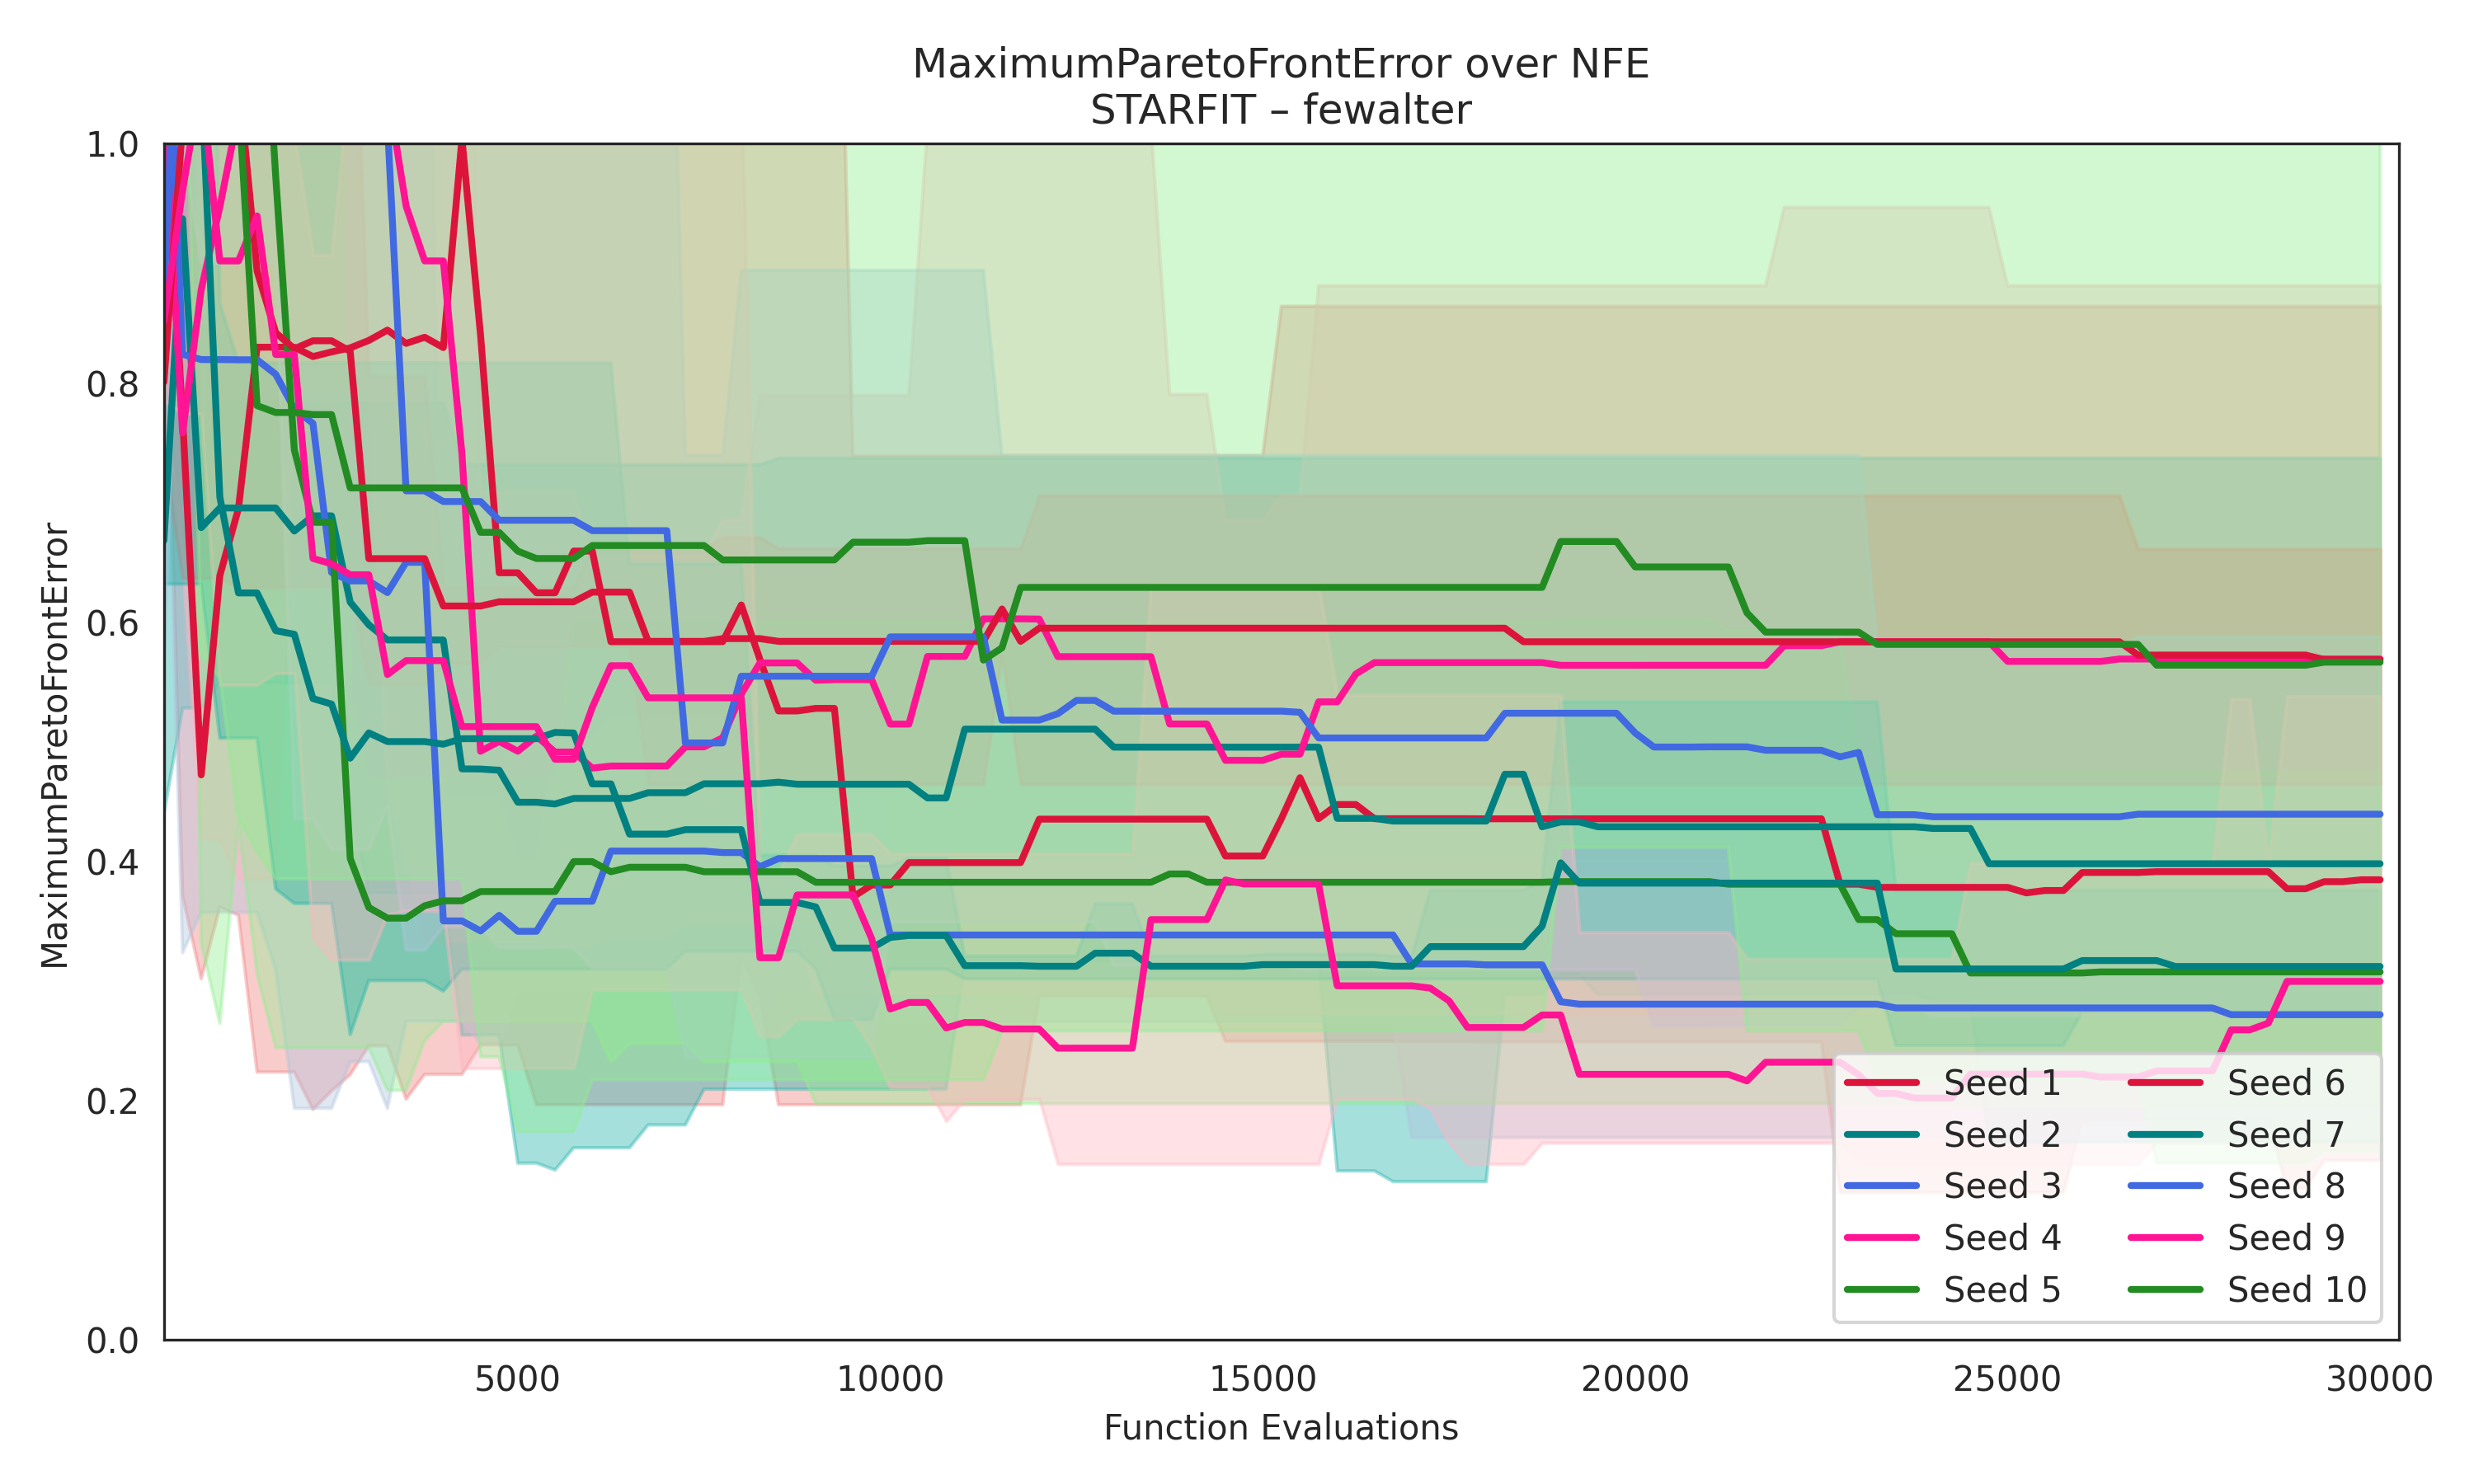 MaximumParetoFrontError over NFE
STARFIT – fewalter
MaximumParetoFrontError
1.0
0.8
0.6
0.4
0.2
0.0
5000
10000
15000
20000
25000
30000
Function Evaluations
Seed 1
Seed 2
Seed 3
Seed 4
Seed 5
Seed 6
Seed 7
Seed 8
Seed 9
Seed 10